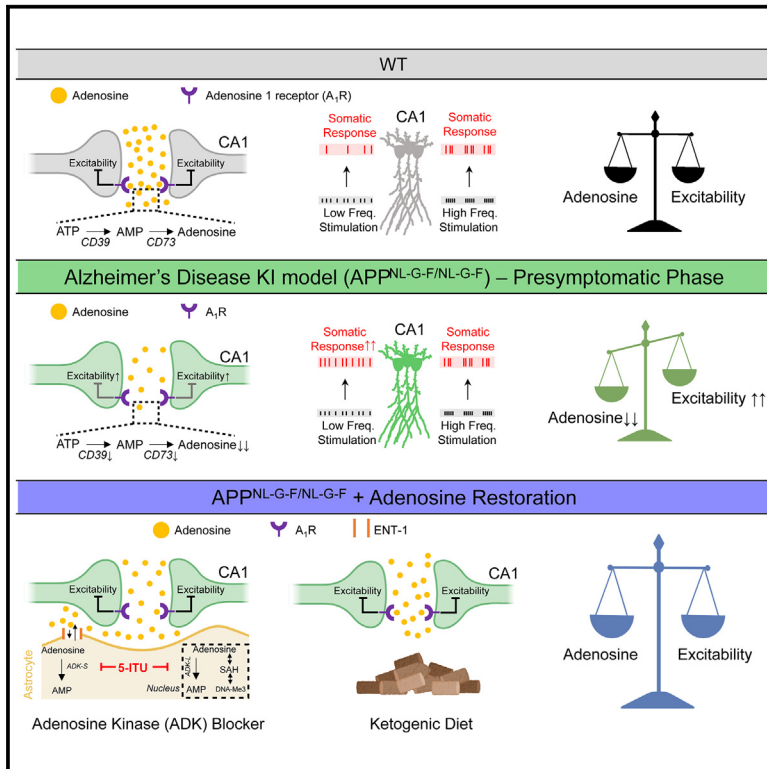 WT
Adenosine
Adenosine 1 receptor (A₁R)
CA1
Excitability
Excitability
ATP
CD39
AMP
CD73
Adenosine
Somatic
Response
CA1
Somatic
Response
Low Freq.
Stimulation
High Freq.
Stimulation
Adenosine
Excitability
Alzheimer's Disease KI model (APPᴺᴸ⁻ᴳ⁻ᶠ/ᴺᴸ⁻ᴳ⁻ᶠ) – Presymptomatic Phase
Adenosine
A₁R
CA1
Excitability↑
Excitability↑
ATP
CD39↓
AMP
CD73↓
Adenosine↓↓
Somatic
Response↑↑
CA1
Somatic
Response
Low Freq.
Stimulation
High Freq.
Stimulation
Adenosine↓↓
Excitability ↑↑
APPᴺᴸ⁻ᴳ⁻ᶠ/ᴺᴸ⁻ᴳ⁻ᶠ + Adenosine Restoration
Adenosine
A₁R
ENT-1
CA1
Excitability
Excitability
Astrocyte
Adenosine
ADK-S
AMP
5-ITU
Nucleus
ADK-L
Adenosine
SAH
AMP
DNA-Me3
Adenosine Kinase (ADK) Blocker
CA1
Excitability
Excitability
Ketogenic Diet
Adenosine
Excitability